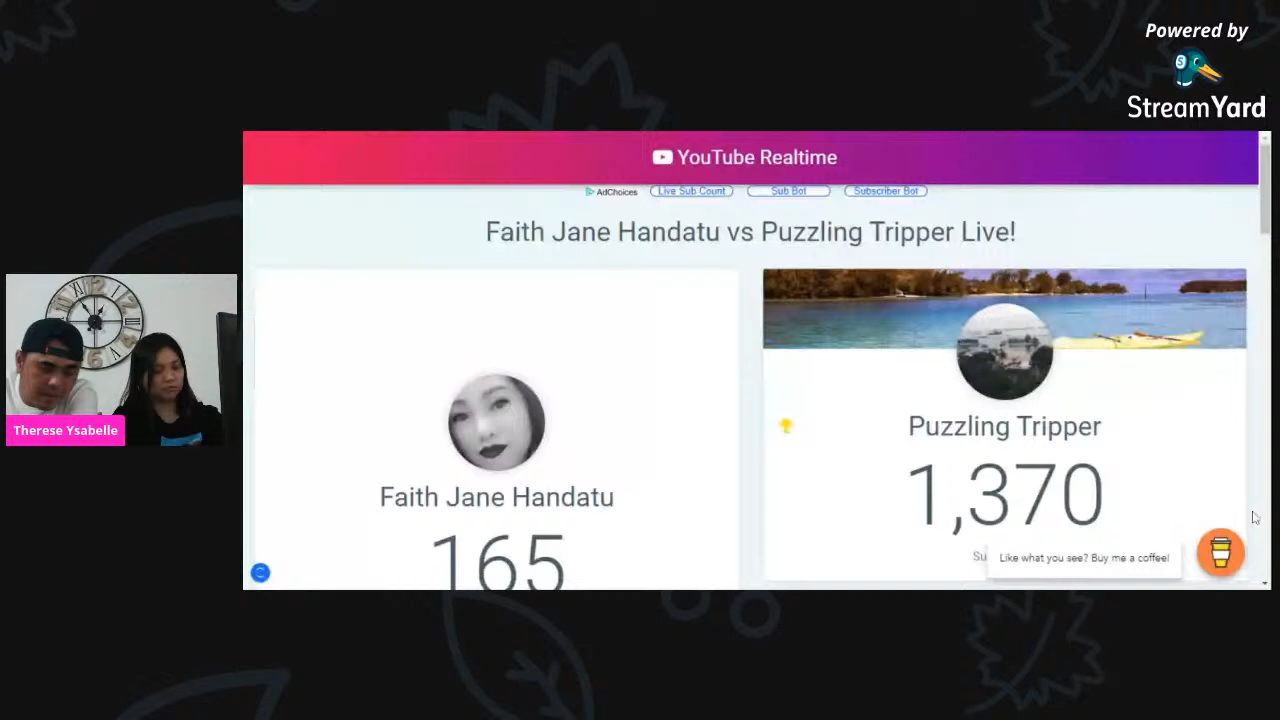 Powered by
StreamYard
YouTube Realtime
AdChoices
Live Sub Count
Sub Bot
Subscriber Bot
Faith Jane Handatu vs Puzzling Tripper Live!
Therese Ysabelle
Faith Jane Handatu
165
Puzzling Tripper
1,370
Su
Like what you see? Buy me a coffee!